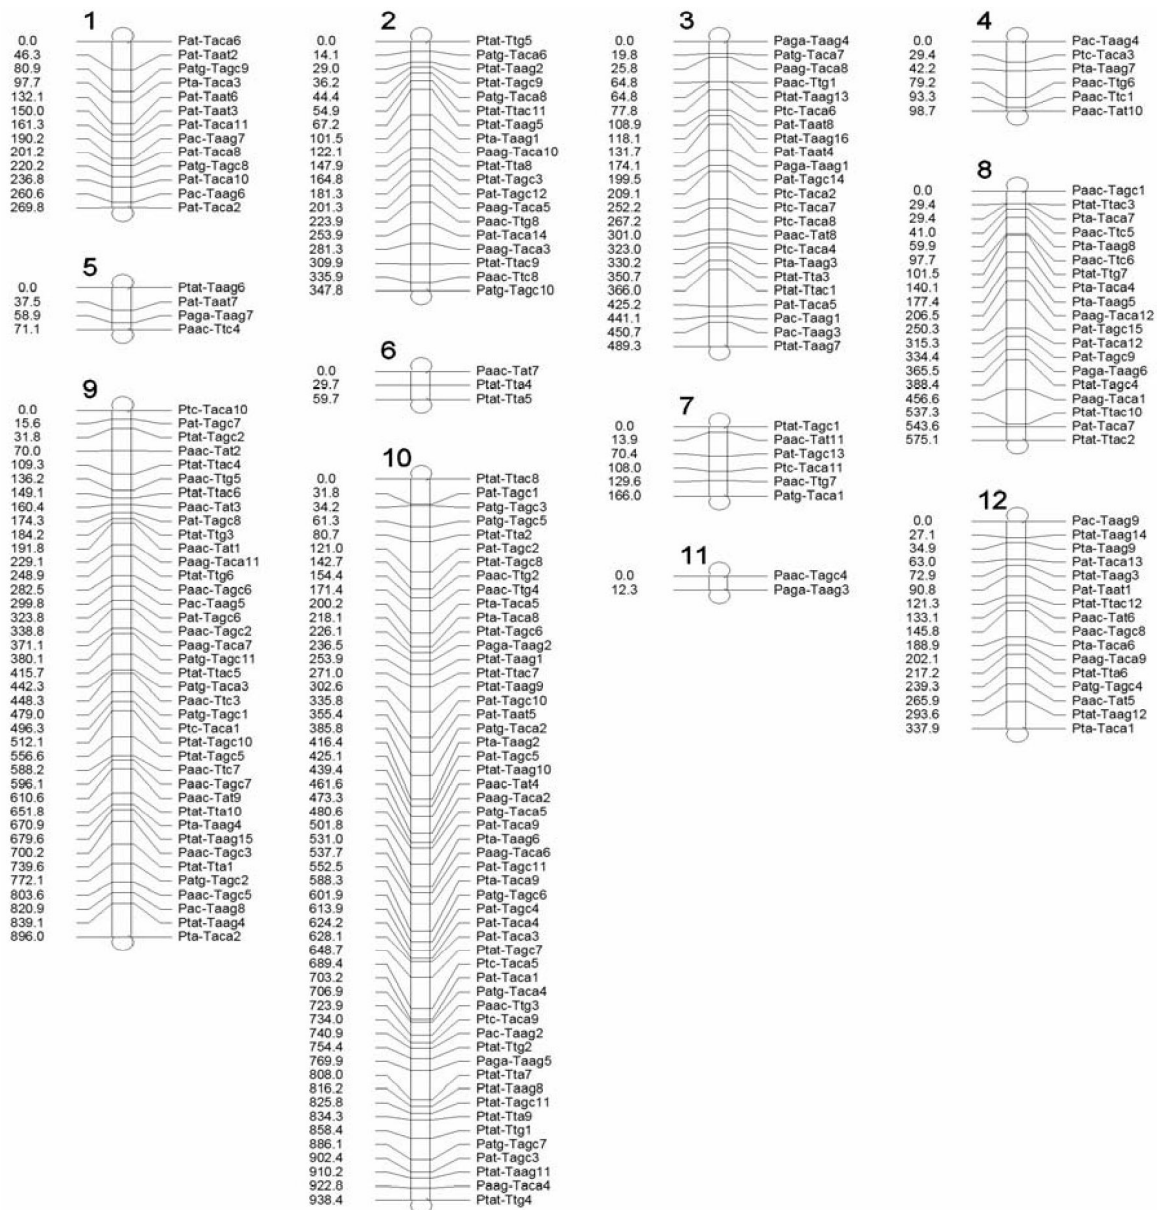 1
0.0 Pat-Taca6
46.3 Pat-Taat2
80.9 Patg-Tagc9
97.7 Pta-Taca3
132.1 Pat-Taat6
150.0 Pat-Taat3
161.3 Pat-Taca11
190.2 Pac-Taag7
201.2 Pat-Taca8
220.2 Patg-Tagc8
236.8 Pat-Taca10
260.6 Pac-Taag6
269.8 Pat-Taca2
2
0.0 Ptat-Ttg5
14.1 Patg-Taca6
29.0 Ptat-Taag2
36.2 Ptat-Tagc9
44.4 Patg-Taca8
54.9 Ptat-Ttac11
67.2 Ptat-Taag5
101.5 Pta-Taag1
122.1 Paag-Taca10
147.9 Ptat-Tta8
164.8 Ptat-Tagc3
181.3 Pat-Tagc12
201.3 Paag-Taca5
223.9 Paac-Ttg8
253.9 Pat-Taca14
281.3 Paag-Taca3
309.9 Ptat-Ttac9
335.9 Paac-Ttc8
347.8 Patg-Tagc10
3
0.0 Paga-Taag4
19.8 Patg-Taca7
25.8 Paag-Taca8
64.8 Paac-Ttg1
64.8 Ptat-Taag13
77.8 Ptc-Taca6
108.9 Pat-Taat8
118.1 Ptat-Taag16
131.7 Pat-Taat4
174.1 Paga-Taag1
199.5 Pat-Tagc14
209.1 Ptc-Taca2
252.2 Ptc-Taca7
267.2 Ptc-Taca8
301.0 Paac-Tat8
323.0 Ptc-Taca4
330.2 Pta-Taag3
350.7 Ptat-Tta3
366.0 Ptat-Ttac1
425.2 Pat-Taca5
441.1 Pac-Taag1
450.7 Pac-Taag3
489.3 Ptat-Taag7
4
0.0 Pac-Taag4
29.4 Ptc-Taca3
42.2 Pta-Taag7
79.2 Paac-Ttg6
93.3 Paac-Ttc1
98.7 Paac-Tat10
5
0.0 Ptat-Taag6
37.5 Pat-Taat7
58.9 Paga-Taag7
71.1 Paac-Ttc4
6
0.0 Paac-Tat7
29.7 Ptat-Tta4
59.7 Ptat-Tta5
7
0.0 Ptat-Tagc1
13.9 Paac-Tat11
70.4 Pat-Tagc13
108.0 Ptc-Taca11
129.6 Paac-Ttg7
166.0 Patg-Taca1
8
0.0 Paac-Tagc1
29.4 Ptat-Ttac3
29.4 Pta-Taca7
41.0 Paac-Ttc5
59.9 Pta-Taag8
97.7 Paac-Ttc6
101.5 Ptat-Ttg7
140.1 Pta-Taca4
177.4 Pta-Taag5
206.5 Paag-Taca12
250.3 Pat-Tagc15
315.3 Pat-Taca12
334.4 Pat-Tagc9
365.5 Paga-Taag6
388.4 Ptat-Tagc4
456.6 Paag-Taca1
537.3 Ptat-Ttac10
543.6 Pat-Taca7
575.1 Ptat-Ttac2
9
0.0 Ptc-Taca10
15.6 Pat-Tagc7
31.8 Ptat-Tagc2
70.0 Paac-Tat2
109.3 Ptat-Ttac4
136.2 Paac-Ttg5
149.1 Ptat-Ttac6
160.4 Paac-Tat3
174.3 Pat-Tagc8
184.2 Ptat-Ttg3
191.8 Paac-Tat1
229.1 Paag-Taca11
248.9 Ptat-Ttg6
282.5 Paac-Tagc6
299.8 Pac-Taag5
323.8 Pat-Tagc6
338.8 Paac-Tagc2
371.1 Paag-Taca7
380.1 Patg-Tagc11
415.7 Ptat-Ttac5
442.3 Patg-Taca3
448.3 Paac-Ttc3
479.0 Patg-Tagc1
496.3 Ptc-Taca1
512.1 Ptat-Tagc10
556.6 Ptat-Tagc5
588.2 Paac-Ttc7
596.1 Paac-Tagc7
610.6 Paac-Tat9
651.8 Ptat-Tta10
670.9 Pta-Taag4
679.6 Ptat-Taag15
700.2 Paac-Tagc3
739.6 Ptat-Tta1
772.1 Patg-Tagc2
803.6 Paac-Tagc5
820.9 Pac-Taag8
839.1 Ptat-Taag4
896.0 Pta-Taca2
10
0.0 Ptat-Ttac8
31.8 Pat-Tagc1
34.2 Patg-Tagc3
61.3 Patg-Tagc5
80.7 Ptat-Tta2
121.0 Pat-Tagc2
142.7 Ptat-Tagc8
154.4 Paac-Ttg2
171.4 Paac-Ttg4
200.2 Pta-Taca5
218.1 Pta-Taca8
226.1 Ptat-Tagc6
236.5 Paga-Taag2
253.9 Ptat-Taag1
271.0 Ptat-Ttac7
302.6 Ptat-Taag9
335.8 Pat-Tagc10
355.4 Pat-Taat5
385.8 Patg-Taca2
416.4 Pta-Taag2
425.1 Pat-Tagc5
439.4 Ptat-Taag10
461.6 Paac-Tat4
473.3 Paag-Taca2
480.6 Patg-Taca5
501.8 Pat-Taca9
531.0 Pta-Taag6
537.7 Paag-Taca6
552.5 Pat-Tagc11
588.3 Pta-Taca9
601.9 Patg-Tagc6
613.9 Pat-Tagc4
624.2 Pat-Taca4
628.1 Pat-Taca3
648.7 Ptat-Tagc7
689.4 Ptc-Taca5
703.2 Pat-Taca1
706.9 Patg-Taca4
723.9 Paac-Ttg3
734.0 Ptc-Taca9
740.9 Pac-Taag2
754.4 Ptat-Ttg2
769.9 Paga-Taag5
808.0 Ptat-Tta7
816.2 Ptat-Taag8
825.8 Ptat-Tagc11
834.3 Ptat-Tta9
858.4 Ptat-Ttg1
886.1 Patg-Tagc7
902.4 Pat-Tagc3
910.2 Ptat-Taag11
922.8 Paag-Taca4
938.4 Ptat-Ttg4
11
0.0 Paac-Tagc4
12.3 Paga-Taag3
12
0.0 Pac-Taag9
27.1 Ptat-Taag14
34.9 Pta-Taag9
63.0 Pat-Taca13
72.9 Ptat-Taag3
90.8 Pat-Taat1
121.3 Ptat-Ttac12
133.1 Paac-Tat6
145.8 Paac-Tagc8
188.9 Pta-Taca6
202.1 Paag-Taca9
217.2 Ptat-Tta6
239.3 Patg-Tagc4
265.9 Paac-Tat5
293.6 Ptat-Taag12
337.9 Pta-Taca1